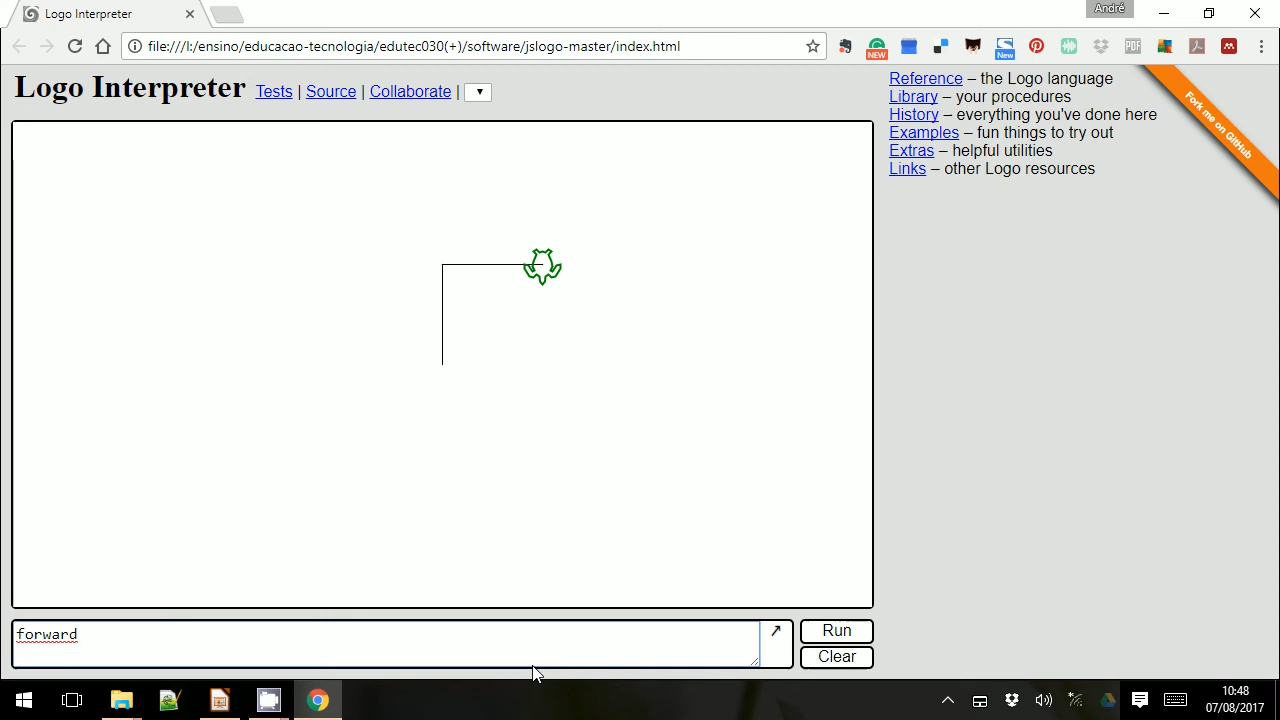 Logo Interpreter
André
file:///I:/ensino/educacao-tecnologia/edutec030(+)/software/jslogo-master/index.html
NEW
New
PDF
Logo Interpreter Tests | Source | Collaborate |
Reference – the Logo language
Library – your procedures
History – everything you've done here
Examples – fun things to try out
Extras – helpful utilities
Links – other Logo resources
Fork me on GitHub
forward
Run
Clear
10:48
07/08/2017